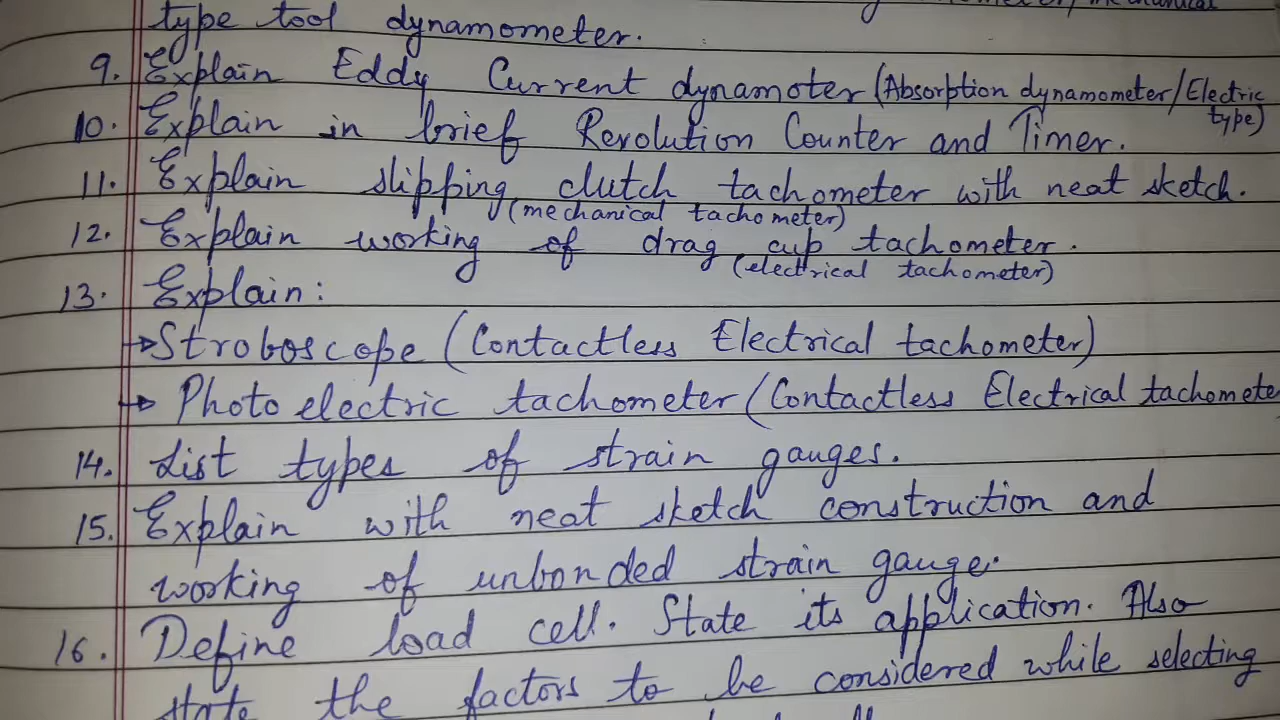 type tool dynamometer.
9. Explain Eddy Current dynamoter (Absorption dynamometer/Electric type)
10. Explain in brief Revolution Counter and Timer.
11. Explain slipping clutch tachometer with neat sketch.
(mechanical tachometer)
12. Explain working of drag cup tachometer.
(electrical tachometer)
13. Explain:
→Stroboscope (Contactless Electrical tachometer)
→ Photo electric tachometer (Contactless Electrical tachomete
14. List types of strain gauges.
15. Explain with neat sketch construction and
working of unbonded strain gauge.
16. Define load cell. State its application. Also
state the factors to be considered while selecting